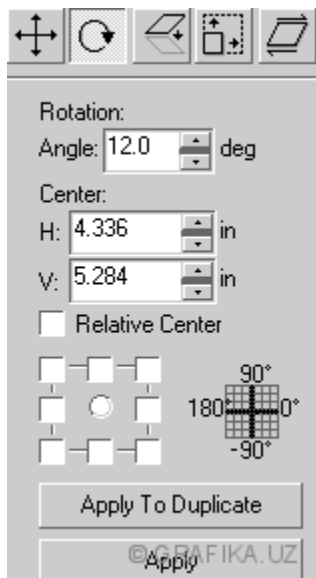 Rotation:
Angle: 12.0 deg
Center:
H: 4.336 in
V: 5.284 in
Relative Center
90°
180° 0°
-90°
Apply To Duplicate
Apply
©GRAFIKA.UZ